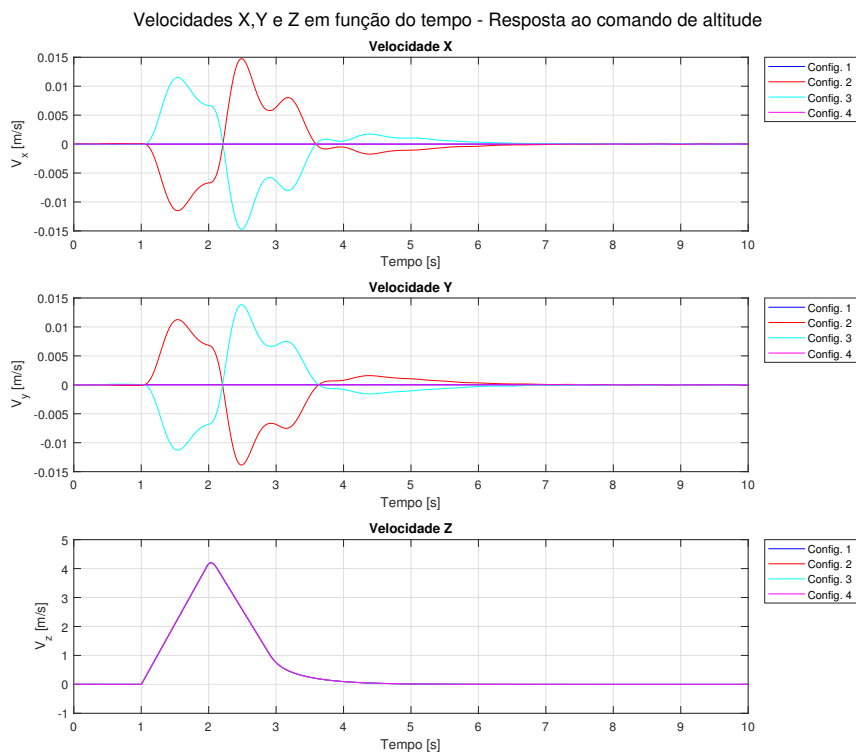 Velocidades X,Y e Z em função do tempo - Resposta ao comando de altitude
Velocidade X
0.015
0.01
0.005
0
-0.005
-0.01
-0.015
V_x [m/s]
0 1 2 3 4 5 6 7 8 9 10
Tempo [s]
Config. 1
Config. 2
Config. 3
Config. 4
Velocidade Y
0.015
0.01
0.005
0
-0.005
-0.01
-0.015
V_y [m/s]
0 1 2 3 4 5 6 7 8 9 10
Tempo [s]
Config. 1
Config. 2
Config. 3
Config. 4
Velocidade Z
5
4
3
2
1
0
-1
V_z [m/s]
0 1 2 3 4 5 6 7 8 9 10
Tempo [s]
Config. 1
Config. 2
Config. 3
Config. 4